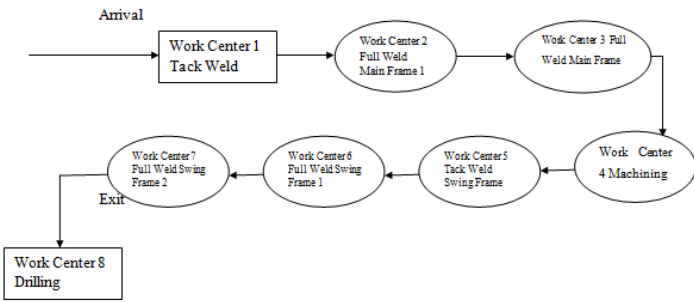 Arrival
Work Center 1
Tack Weld
Work Center 2
Full Weld
Main Frame 1
Work Center 3 Full
Weld Main Frame
Work Center
4 Machining
Work Center 5
Tack Weld
Swing Frame
Work Center 6
Full Weld Swing
Frame 1
Work Center 7
Full Weld Swing
Frame 2
Exit
Work Center 8
Drilling